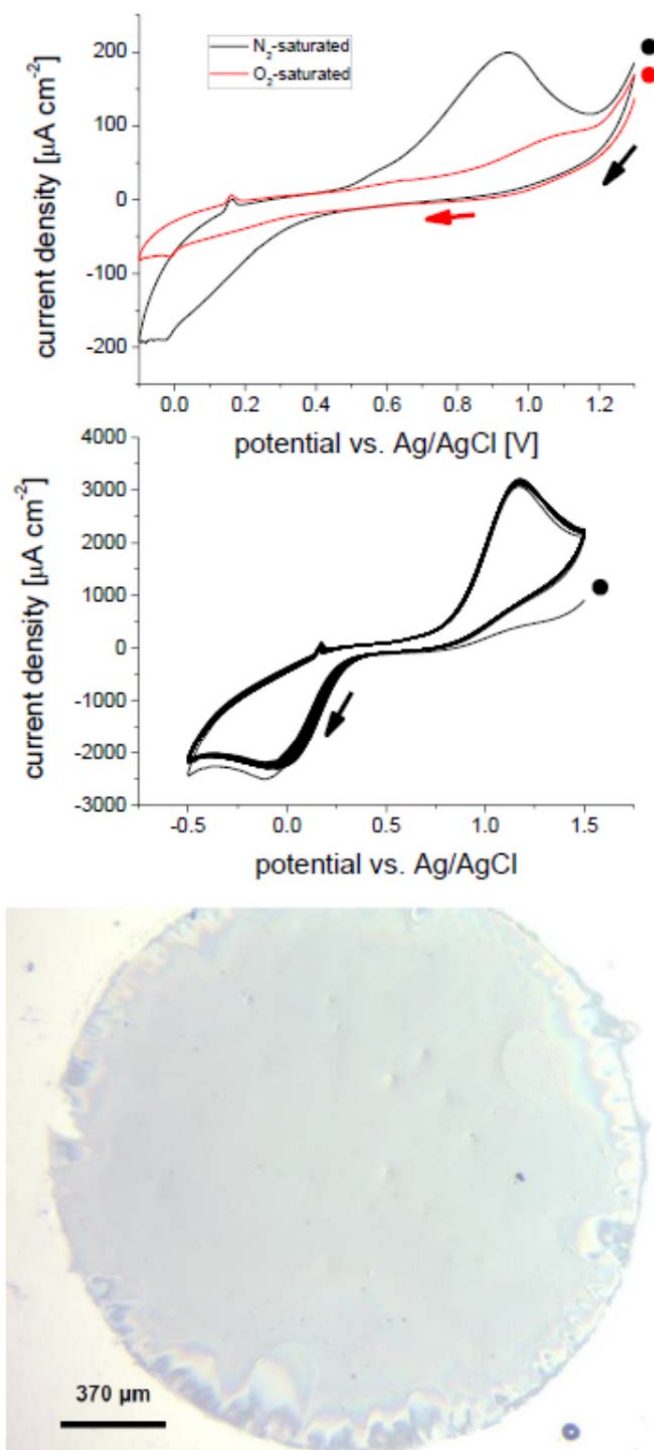 N₂-saturated
O₂-saturated
200
100
0
-100
-200
current density [µA cm⁻²]
0.0 0.2 0.4 0.6 0.8 1.0 1.2
potential vs. Ag/AgCl [V]
4000
3000
2000
1000
0
-1000
-2000
-3000
current density [µA cm⁻²]
-0.5 0.0 0.5 1.0 1.5
potential vs. Ag/AgCl
370 µm